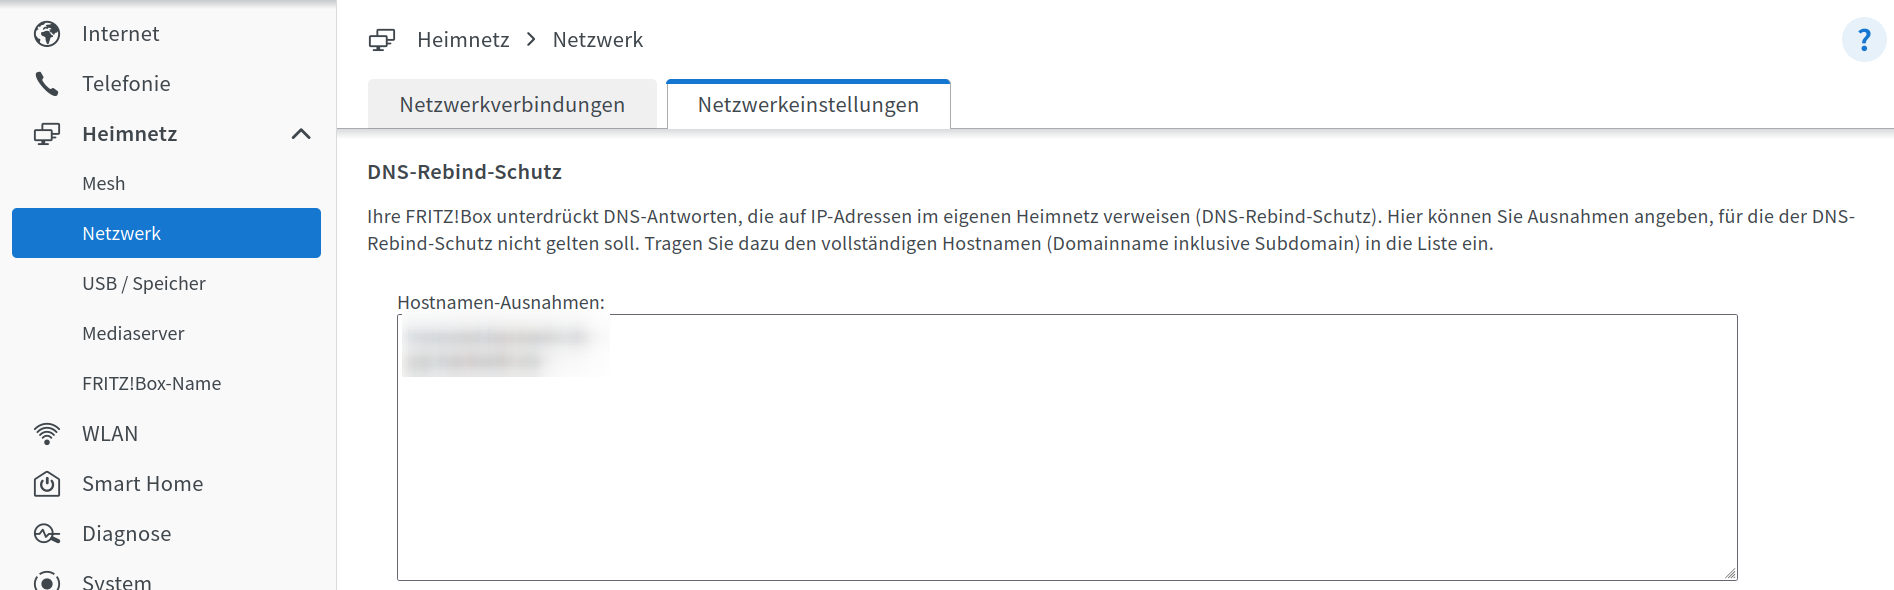 Internet
Telefonie
Heimnetz
Mesh
Netzwerk
USB / Speicher
Mediaserver
FRITZ!Box-Name
WLAN
Smart Home
Diagnose
System
Heimnetz > Netzwerk
?
Netzwerkverbindungen
Netzwerkeinstellungen
DNS-Rebind-Schutz
Ihre FRITZ!Box unterdrückt DNS-Antworten, die auf IP-Adressen im eigenen Heimnetz verweisen (DNS-Rebind-Schutz). Hier können Sie Ausnahmen angeben, für die der DNS-
Rebind-Schutz nicht gelten soll. Tragen Sie dazu den vollständigen Hostnamen (Domainname inklusive Subdomain) in die Liste ein.
Hostnamen-Ausnahmen: